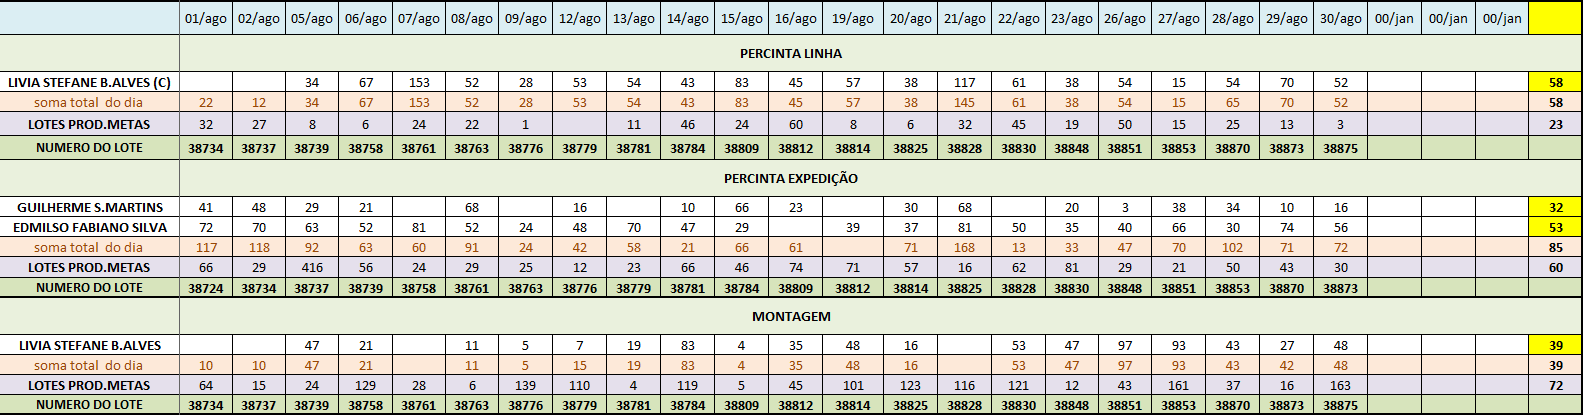 01/ago 02/ago 05/ago 06/ago 07/ago 08/ago 09/ago 12/ago 13/ago 14/ago 15/ago 16/ago 19/ago 20/ago 21/ago 22/ago 23/ago 26/ago 27/ago 28/ago 29/ago 30/ago 00/jan 00/jan 00/jan
PERCINTA LINHA
LIVIA STEFANE B.ALVES (C) 34 67 153 52 28 53 54 43 83 45 57 38 117 61 38 54 15 54 70 52 58
soma total do dia 22 12 34 67 153 52 28 53 54 43 83 45 57 38 145 61 38 54 15 65 70 52 58
LOTES PROD.METAS 32 27 8 6 24 22 1 11 46 24 60 8 6 32 45 19 50 15 25 13 3 23
NUMERO DO LOTE 38734 38737 38739 38758 38761 38763 38776 38779 38781 38784 38809 38812 38814 38825 38828 38830 38848 38851 38853 38870 38873 38875
PERCINTA EXPEDIÇÃO
GUILHERME S.MARTINS 41 48 29 21 68 16 10 66 23 30 68 20 3 38 34 10 16 32
EDMILSO FABIANO SILVA 72 70 63 52 81 52 24 48 70 47 29 39 37 81 50 35 40 66 30 74 56 53
soma total do dia 117 118 92 63 60 91 24 42 58 21 66 61 71 168 13 33 47 70 102 71 72 85
LOTES PROD.METAS 66 29 416 56 24 29 25 12 23 66 46 74 71 57 16 62 81 29 21 50 43 30 60
NUMERO DO LOTE 38724 38734 38737 38739 38758 38761 38763 38776 38779 38781 38784 38809 38812 38814 38825 38828 38830 38848 38851 38853 38870 38873
MONTAGEM
LIVIA STEFANE B.ALVES 47 21 11 5 7 19 83 4 35 48 16 53 47 97 93 43 27 48 39
soma total do dia 10 10 47 21 11 5 15 19 83 4 35 48 16 53 47 97 93 43 42 48 39
LOTES PROD.METAS 64 15 24 129 28 6 139 110 4 119 5 45 101 123 116 121 12 43 161 37 16 163 72
NUMERO DO LOTE 38734 38737 38739 38758 38761 38763 38776 38779 38781 38784 38809 38812 38814 38825 38828 38830 38848 38851 38853 38870 38873 38875